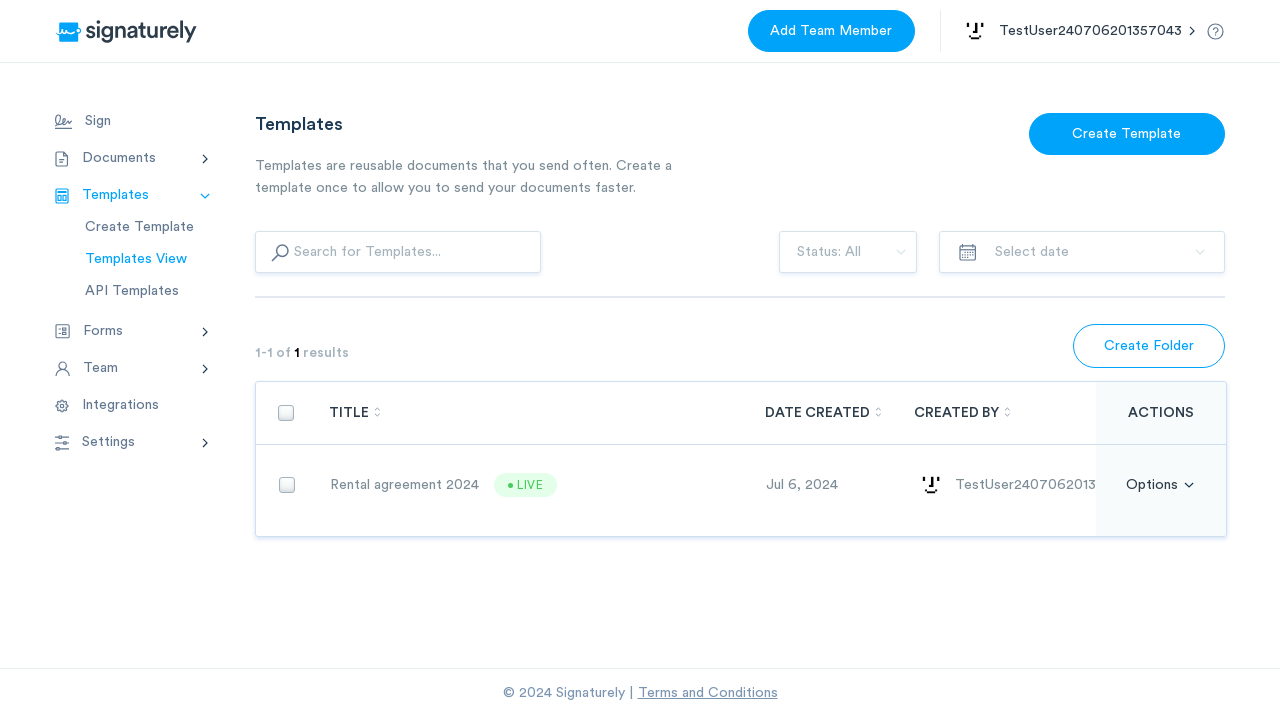 signaturely
Add Team Member
TestUser240706201357043
Sign
Documents
Templates
Create Template
Templates View
API Templates
Forms
Team
Integrations
Settings
Templates
Create Template
Templates are reusable documents that you send often. Create a
template once to allow you to send your documents faster.
Search for Templates...
Status: All
Select date
1-1 of 1 results
Create Folder
TITLE
DATE CREATED
CREATED BY
ACTIONS
Rental agreement 2024
LIVE
Jul 6, 2024
TestUser2407062013
Options
© 2024 Signaturely | Terms and Conditions